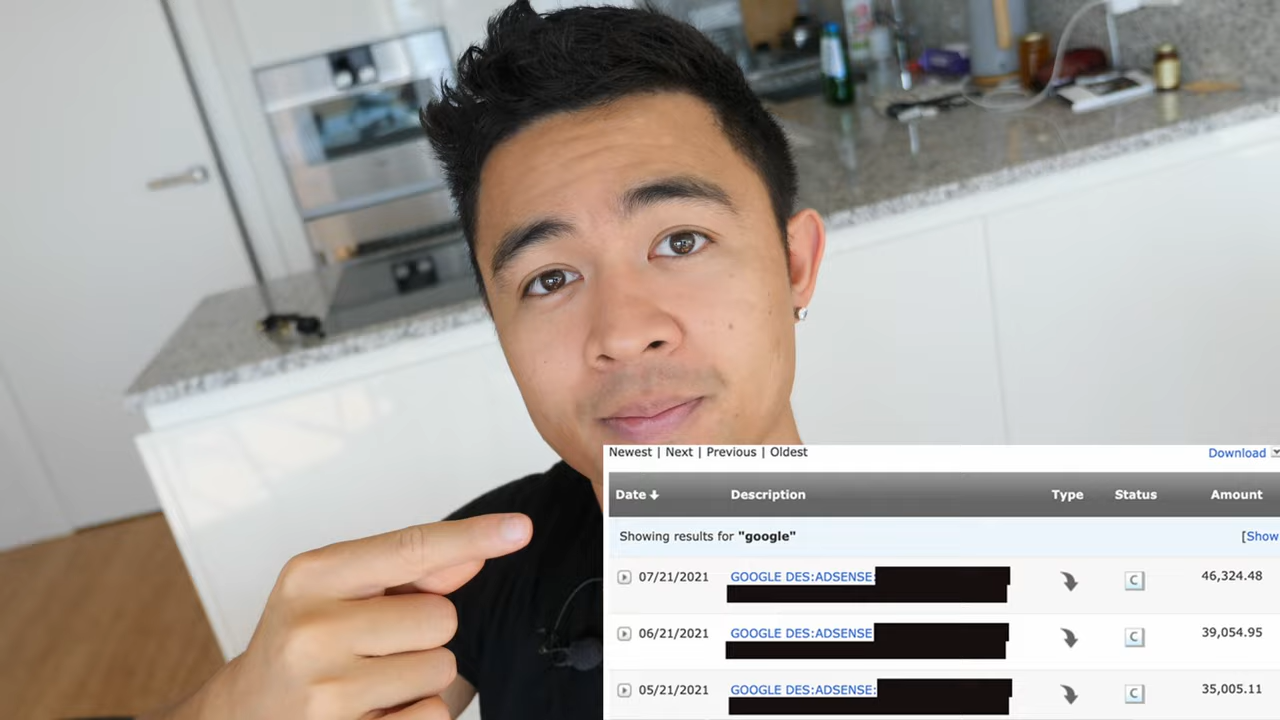 Newest | Next | Previous | Oldest Download
Date Description Type Status Amount
Showing results for "google" [Show
07/21/2021 GOOGLE DES:ADSENSE: C 46,324.48
06/21/2021 GOOGLE DES:ADSENSE C 39,054.95
05/21/2021 GOOGLE DES:ADSENSE: C 35,005.11